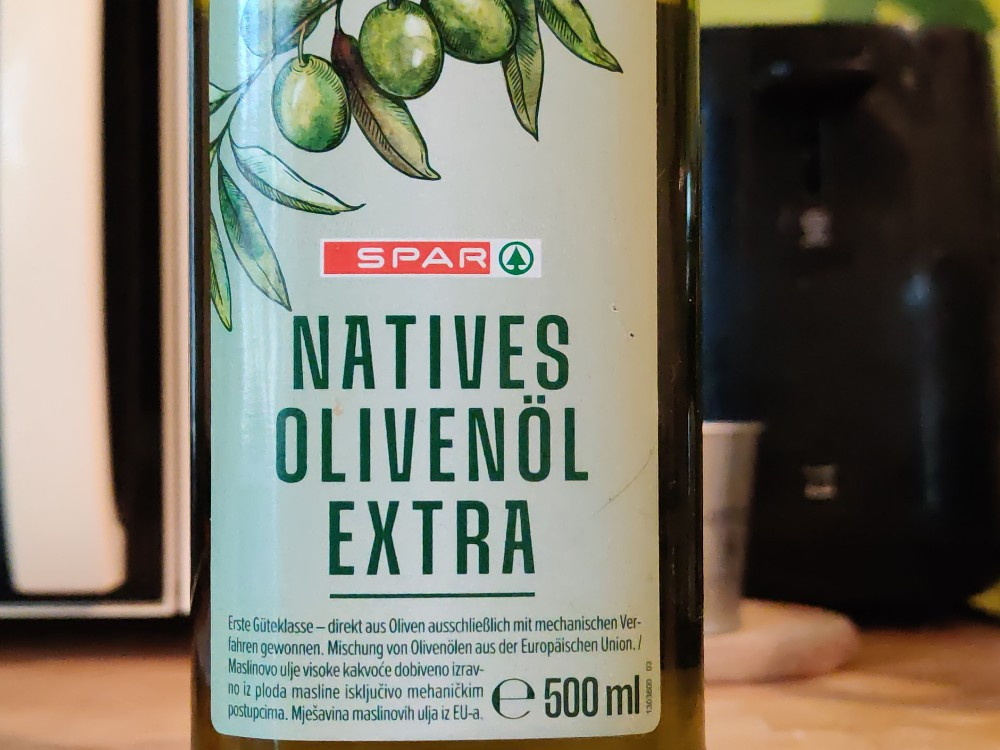 SPAR
NATIVES
OLIVENÖL
EXTRA
Erste Güteklasse – direkt aus Oliven ausschließlich mit mechanischen Ver-
fahren gewonnen. Mischung von Olivenölen aus der Europäischen Union. /
Maslinovo ulje visoke kakvoće dobiveno izrav-
no iz ploda masline isključivo mehaničkim
postupcima. Mješavina maslinovih ulja iz EU-a.
℮ 500 ml